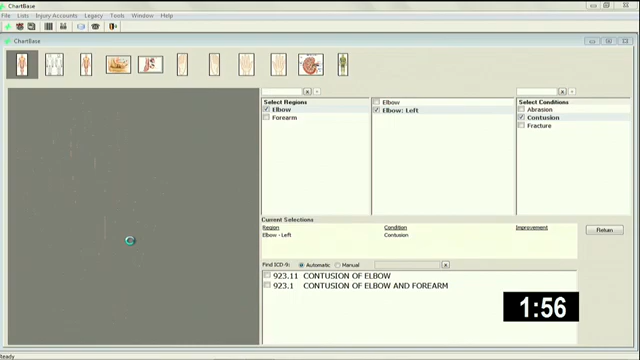 ChartBase
File Lists Injury Accounts Legacy Tools Window Help
ChartBase
Select Regions
Elbow
Forearm
Elbow
Elbow: Left
Select Conditions
Abrasion
Contusion
Fracture
Current Selections
Region Condition Improvement
Elbow - Left Contusion
Return
Find ICD-9: Automatic Manual
923.11 CONTUSION OF ELBOW
923.1 CONTUSION OF ELBOW AND FOREARM
1:56
Ready